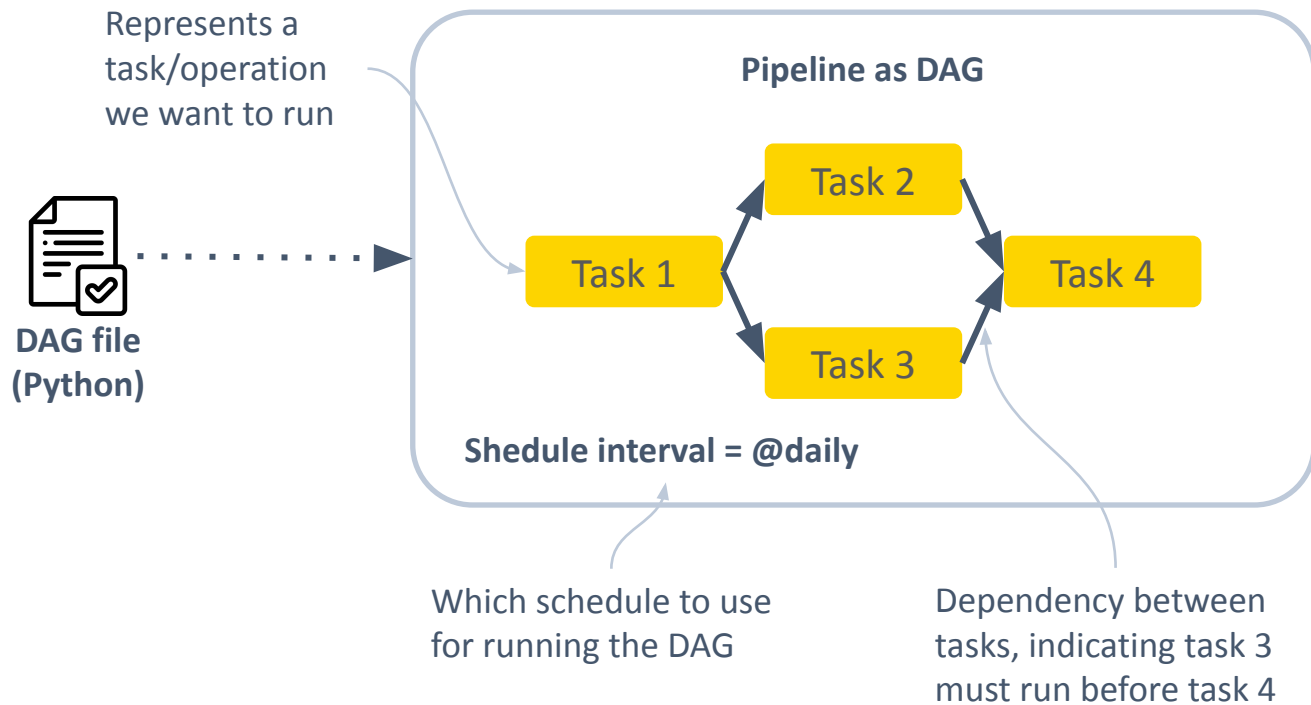 Represents a
task/operation
we want to run
Pipeline as DAG
Task 2
Task 1
Task 4
Task 3
DAG file
(Python)
Shedule interval = @daily
Which schedule to use
for running the DAG
Dependency between
tasks, indicating task 3
must run before task 4